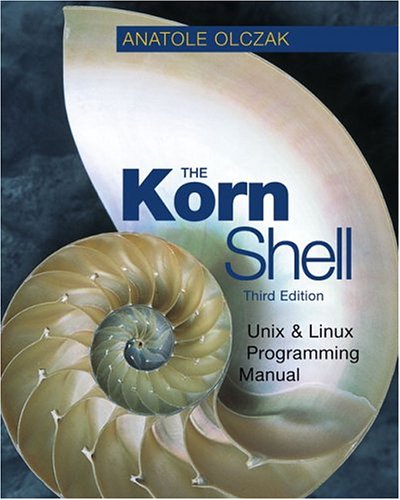 ANATOLE OLCZAK
THE
Korn
Shell
Third Edition
Unix & Linux
Programming
Manual